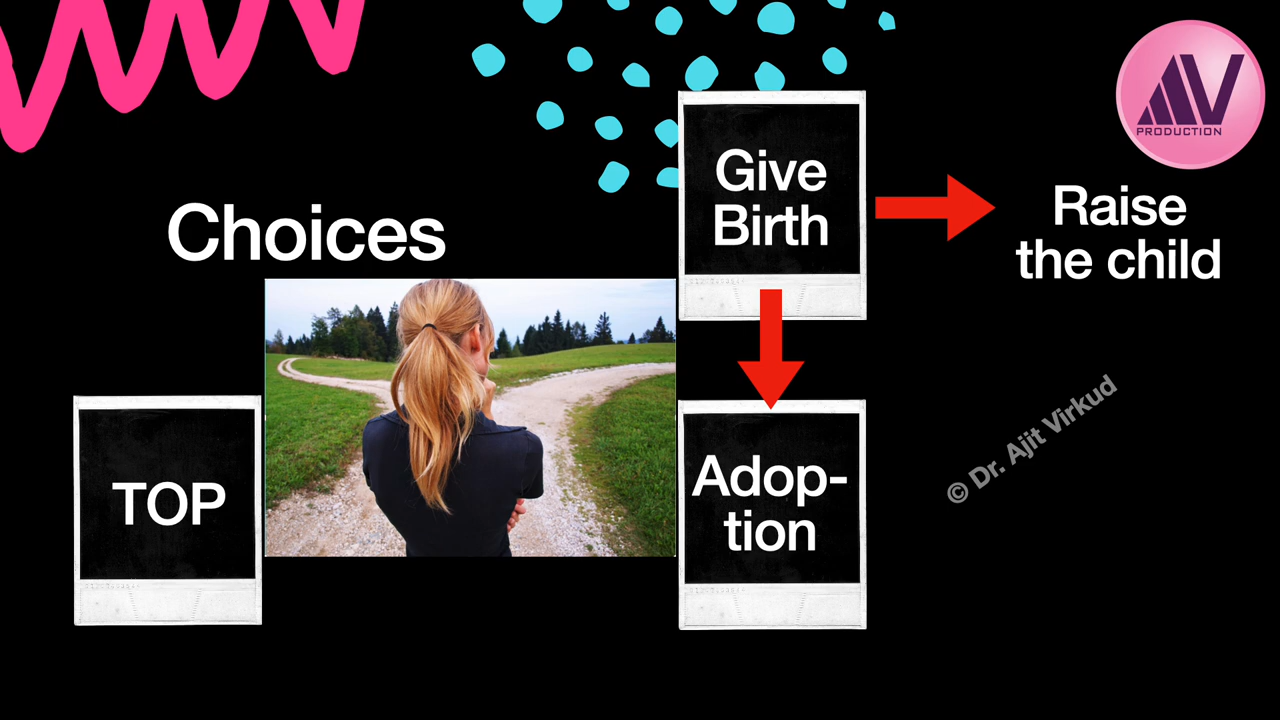 AV
PRODUCTION
Choices
Give
Birth
Raise
the child
TOP
Adop-
tion
© Dr. Ajit Virkud